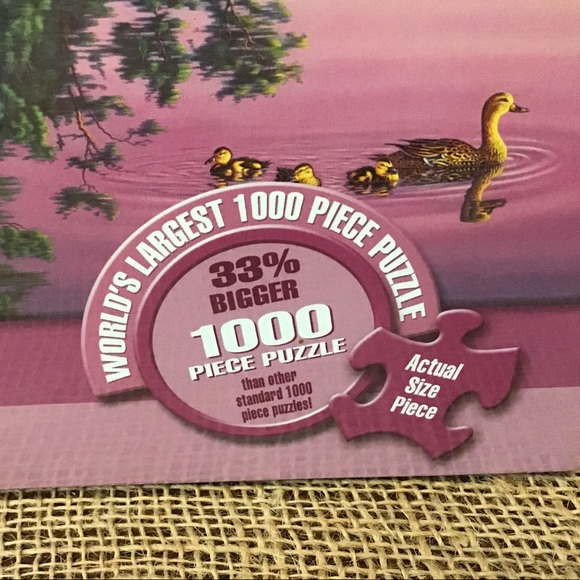 WORLD'S LARGEST 1000 PIECE PUZZLE
33%
BIGGER
1000
PIECE PUZZLE
than other
standard 1000
piece puzzles!
Actual
Size
Piece